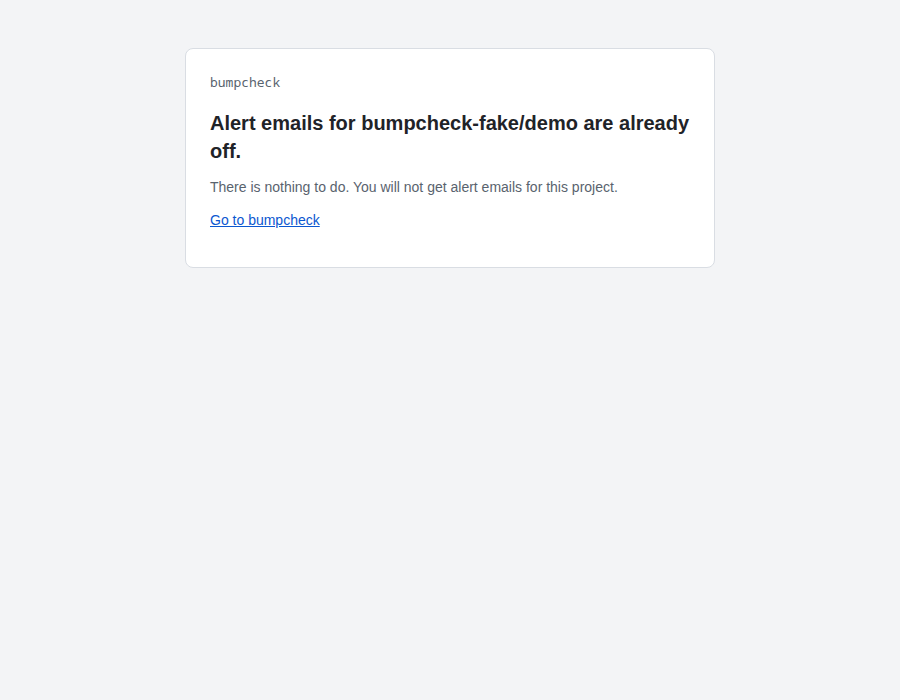 bumpcheck
Alert emails for bumpcheck-fake/demo are already
off.
There is nothing to do. You will not get alert emails for this project.
Go to bumpcheck